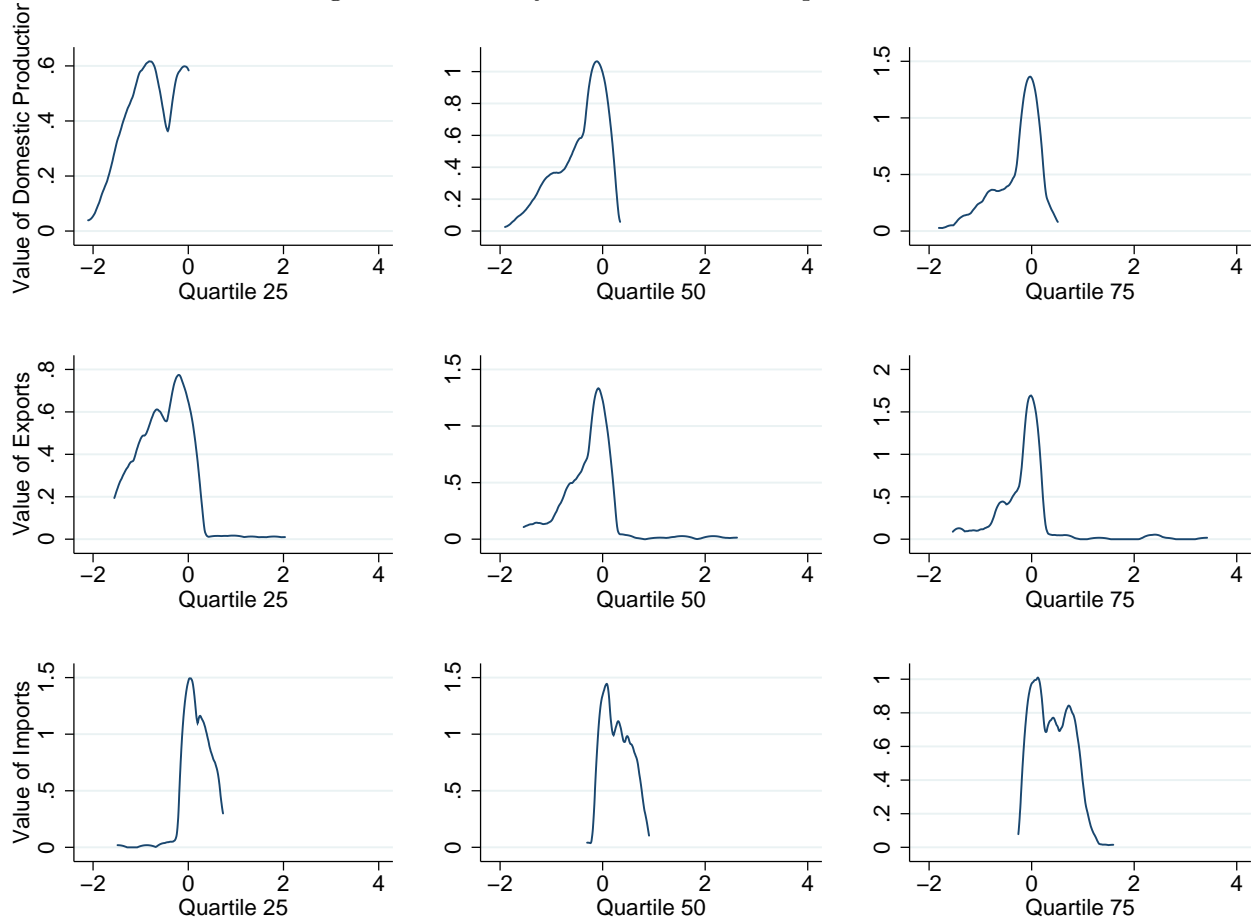 Value of Domestic Production
0 .2 .4 .6
−2 0 2 4
Quartile 25
0 .2 .4 .6 .8 1
−2 0 2 4
Quartile 50
0 .5 1 1.5
−2 0 2 4
Quartile 75
Value of Exports
0 .2 .4 .6 .8
−2 0 2 4
Quartile 25
0 .5 1 1.5
−2 0 2 4
Quartile 50
0 .5 1 1.5 2
−2 0 2 4
Quartile 75
Value of Imports
0 .5 1 1.5
−2 0 2 4
Quartile 25
0 .5 1 1.5
−2 0 2 4
Quartile 50
0 .2 .4 .6 .8 1
−2 0 2 4
Quartile 75